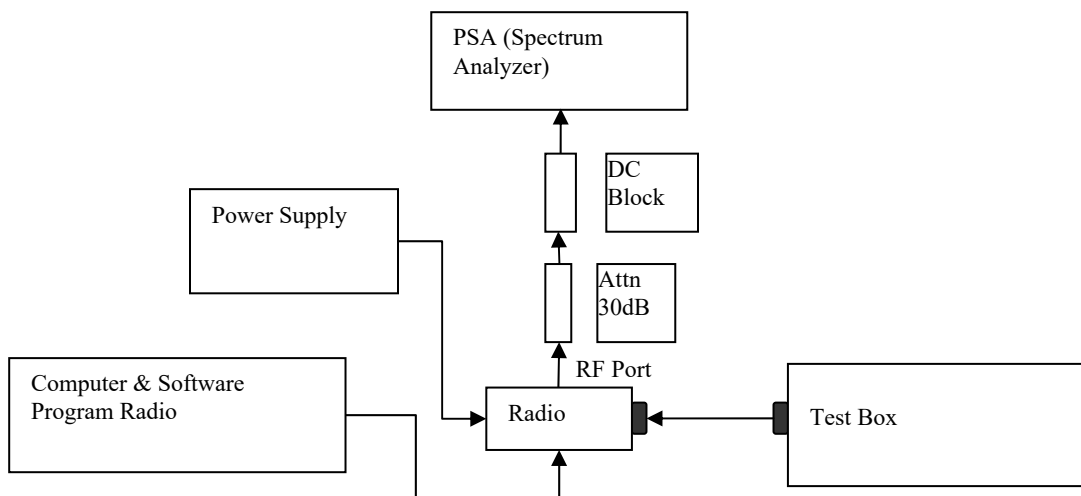 PSA (Spectrum
Analyzer)
DC
Block
Power Supply
Attn
30dB
RF Port
Computer & Software
Program Radio
Radio
Test Box